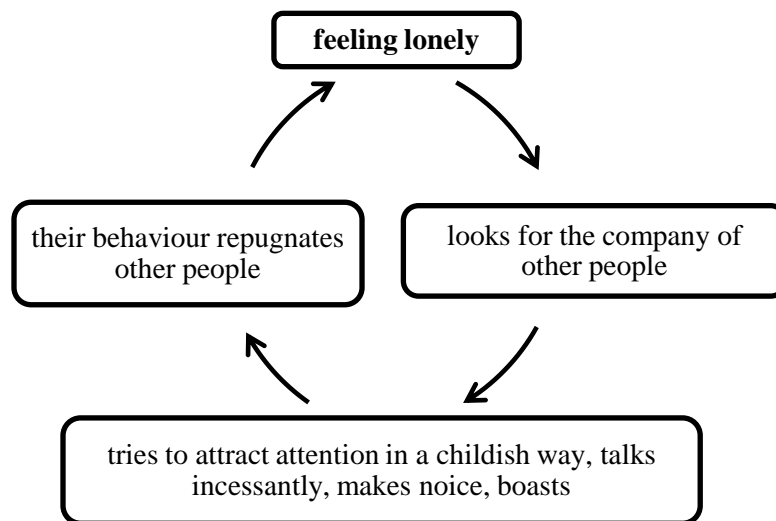 feeling lonely
looks for the company of
other people
tries to attract attention in a childish way, talks
incessantly, makes noise, boasts
their behaviour repugnates
other people